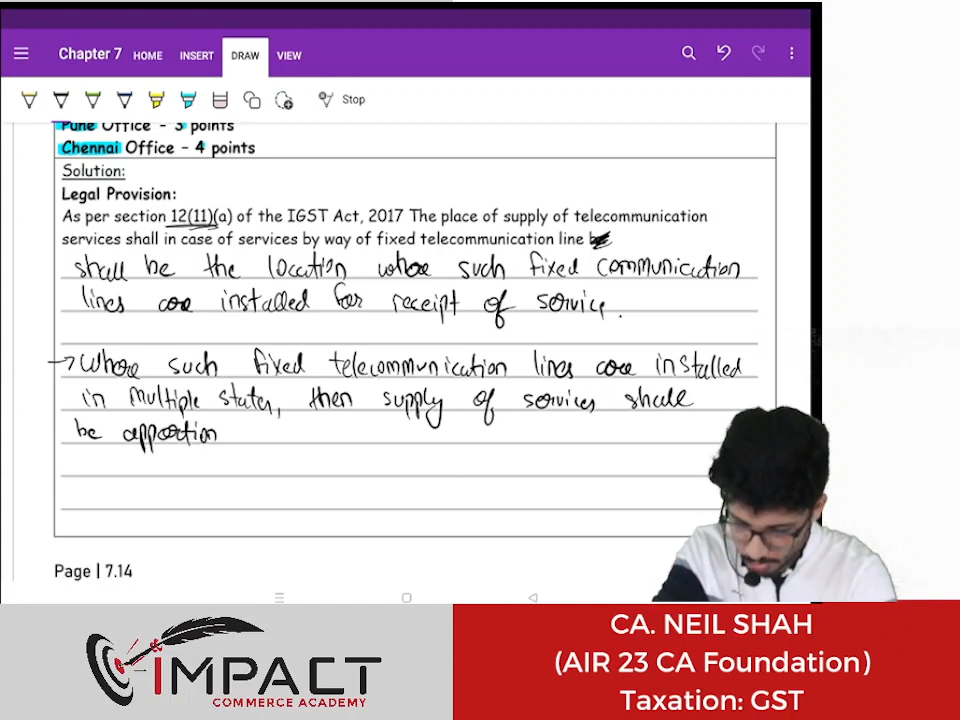 Chapter 7 HOME INSERT DRAW VIEW
Stop
Pune Office - 3 points
Chennai Office - 4 points
Solution:
Legal Provision:
As per section 12(11)(a) of the IGST Act, 2017 The place of supply of telecommunication
services shall in case of services by way of fixed telecommunication line
shall be the location where such fixed communication
lines are installed for receipt of service.
→ Where such fixed telecommunication lines are installed
in multiple states, then supply of services shall
be apportion
Page | 7.14
IMPACT
COMMERCE ACADEMY
CA. NEIL SHAH
(AIR 23 CA Foundation)
Taxation: GST